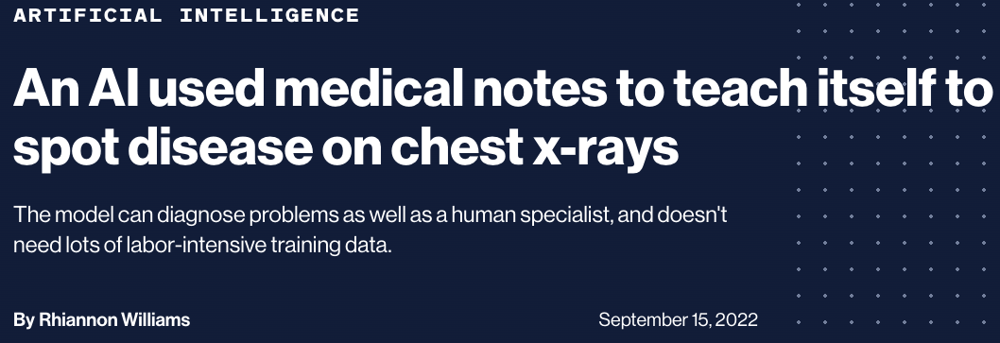 ARTIFICIAL INTELLIGENCE
An AI used medical notes to teach itself to
spot disease on chest x-rays
The model can diagnose problems as well as a human specialist, and doesn't
need lots of labor-intensive training data.
By Rhiannon Williams
September 15, 2022